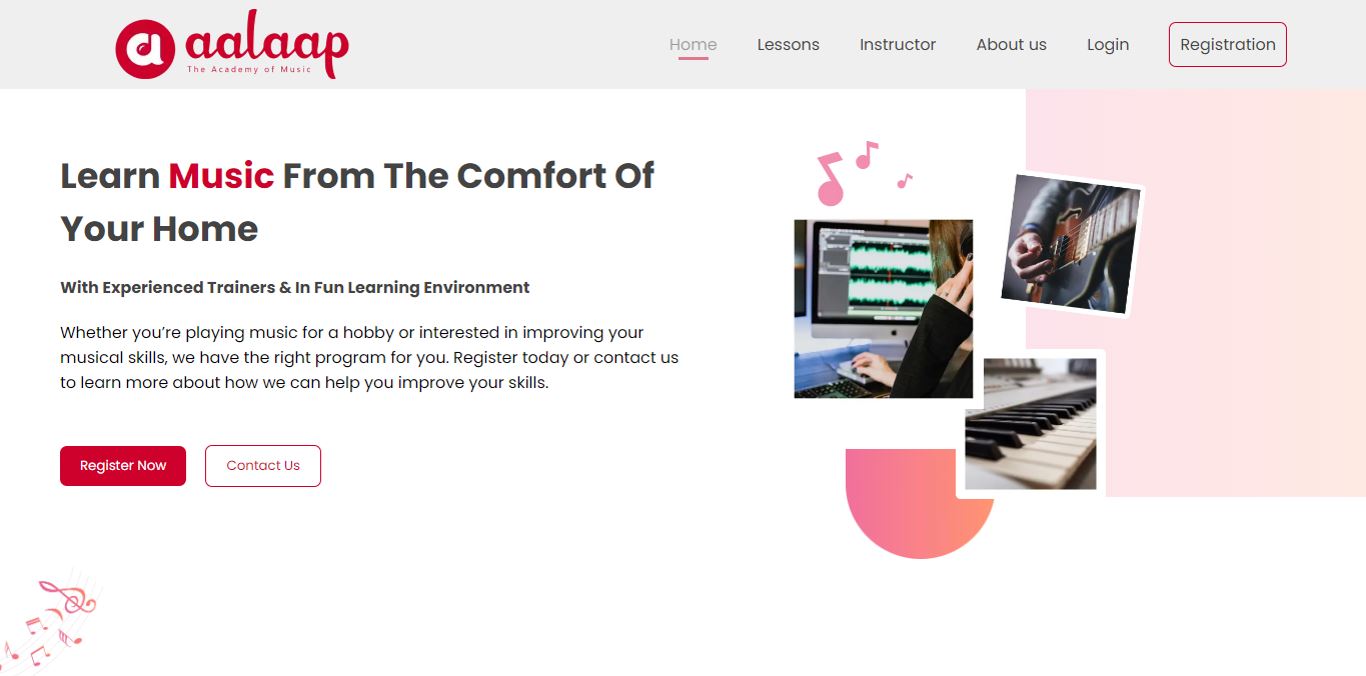 aalaap
The Academy of Music
Home Lessons Instructor About us Login Registration
Learn Music From The Comfort Of
Your Home
With Experienced Trainers & In Fun Learning Environment
Whether you’re playing music for a hobby or interested in improving your
musical skills, we have the right program for you. Register today or contact us
to learn more about how we can help you improve your skills.
Register Now Contact Us